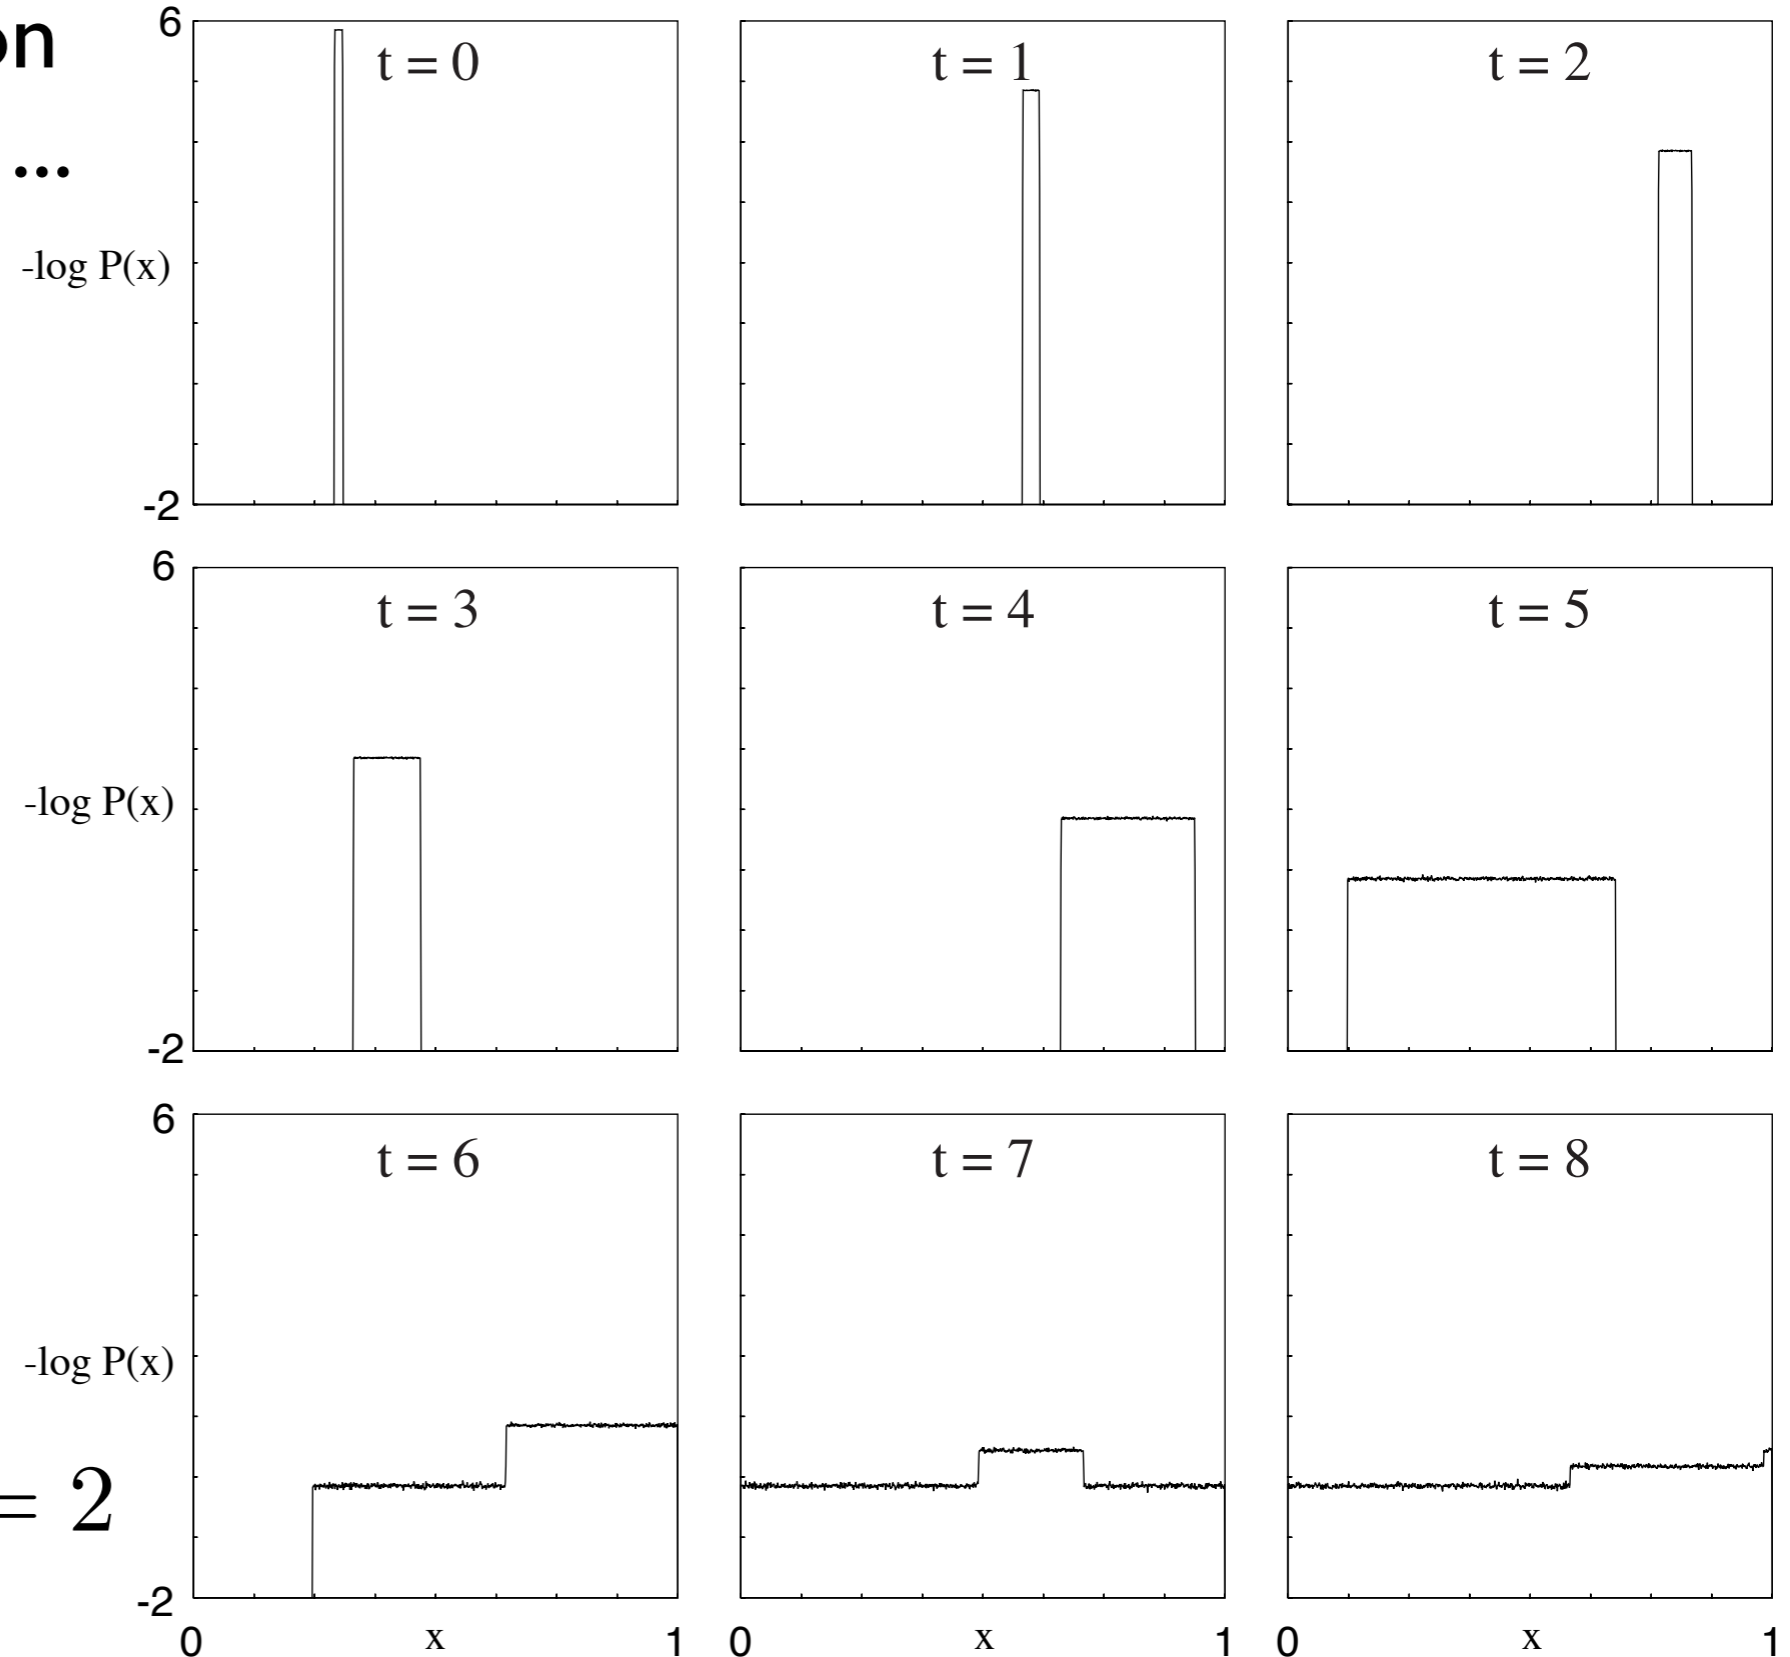 on
...
6
t = 0
t = 1
t = 2
-log P(x)
-2
6
t = 3
t = 4
t = 5
-log P(x)
-2
6
t = 6
t = 7
t = 8
-log P(x)
= 2
-2
0 x 1 0 x 1 0 x 1